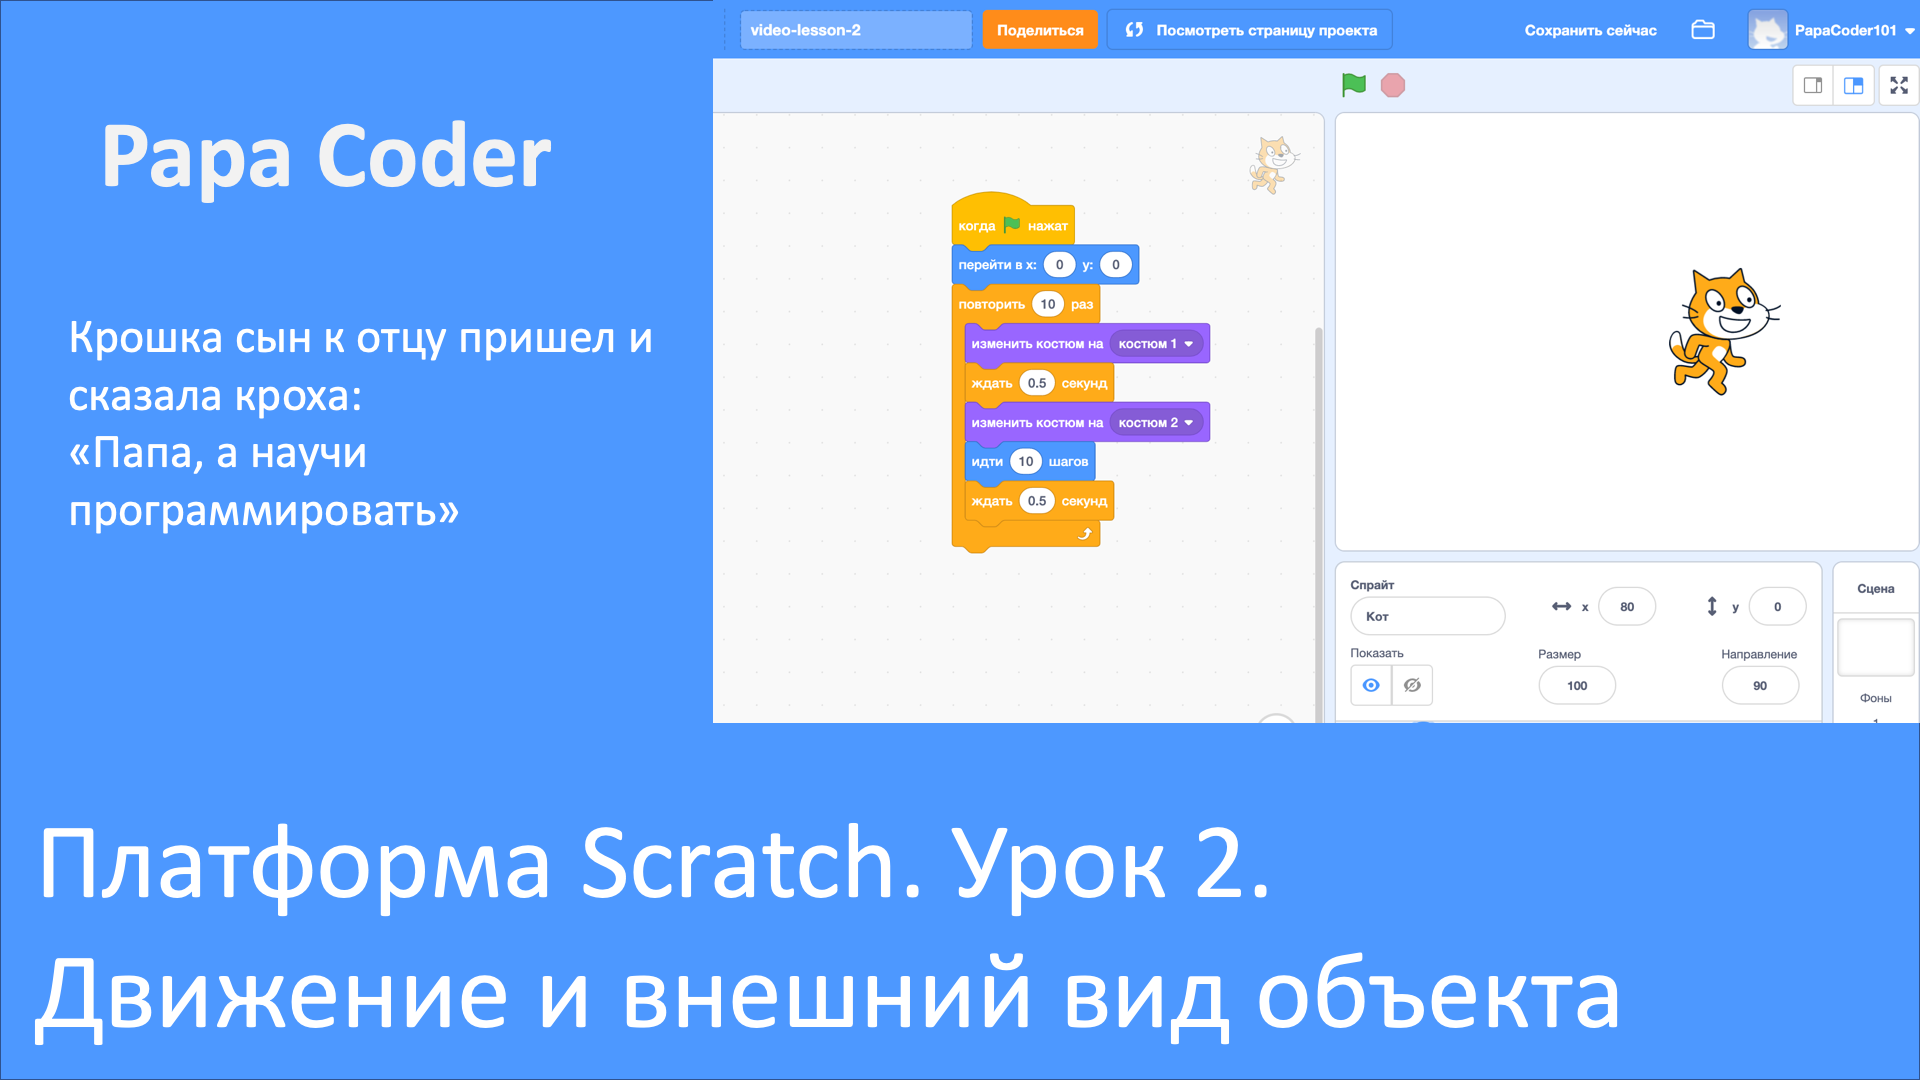 Papa Coder
Крошка сын к отцу пришел и
сказала кроха:
«Папа, а научи
программировать»
video-lesson-2
Поделиться
Посмотреть страницу проекта
Сохранить сейчас
PapaCoder101
когда нажат
перейти в x: 0 y: 0
повторить 10 раз
изменить костюм на костюм 1
ждать 0.5 секунд
изменить костюм на костюм 2
идти 10 шагов
ждать 0.5 секунд
Спрайт
Кот
x 80
y 0
Показать
Размер
100
Направление
90
Сцена
Фоны
1
Платформа Scratch. Урок 2.
Движение и внешний вид объекта